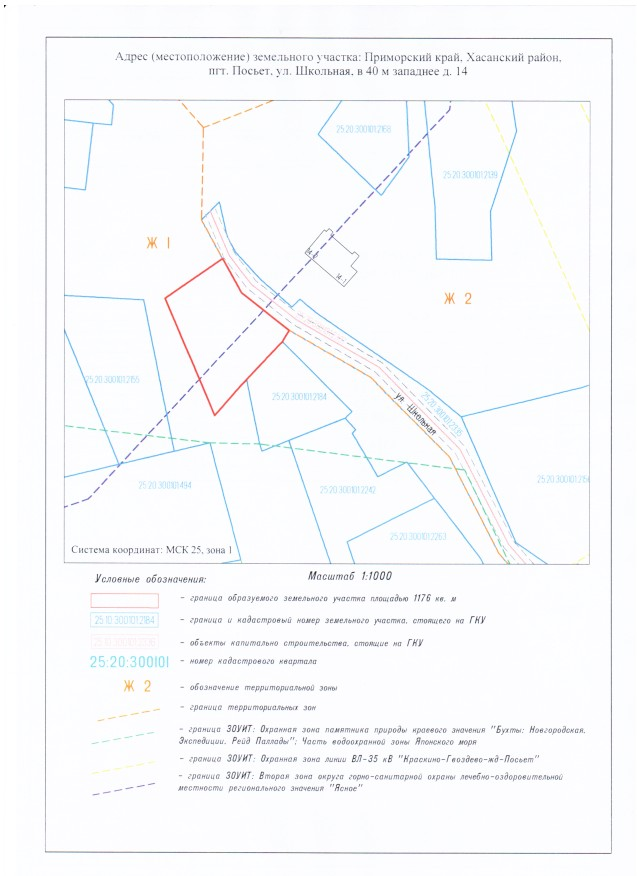 Адрес (местоположение) земельного участка: Приморский край, Хасанский район,
пгт. Посьет, ул. Школьная, в 40 м западнее д. 14
25:20:300101:2168
25:20:300101:2189
Ж 1
Ж 2
25:20:300101:2155
25:20:300101:2184
ул. Школьная
25:20:300101:494
25:20:300101:2242
25:20:300101:2263
Система координат: МСК 25, зона 1
Условные обозначения:
Масштаб 1:1000
- граница образуемого земельного участка площадью 1176 кв. м
25:10:300101:2184
- граница и кадастровый номер земельного участка, стоящего на ГКУ
- объекты капитально строительства, стоящие на ГКУ
25:20:300101
- номер кадастрового квартала
Ж 2
- обозначение территориальной зоны
- граница территориальных зон
- граница ЗОУИТ: Охранная зона памятника природы краевого значения "Бухты: Новгородская,
Экспедиции, Рейд Паллады"; Часть водоохранной зоны Японского моря
- граница ЗОУИТ: Охранная зона линии ВЛ-35 кВ "Краскино-Гвоздево-жд-Посьет"
- граница ЗОУИТ: Вторая зона округа горно-санитарной охраны лечебно-оздоровительной
местности регионального значения "Ясное"